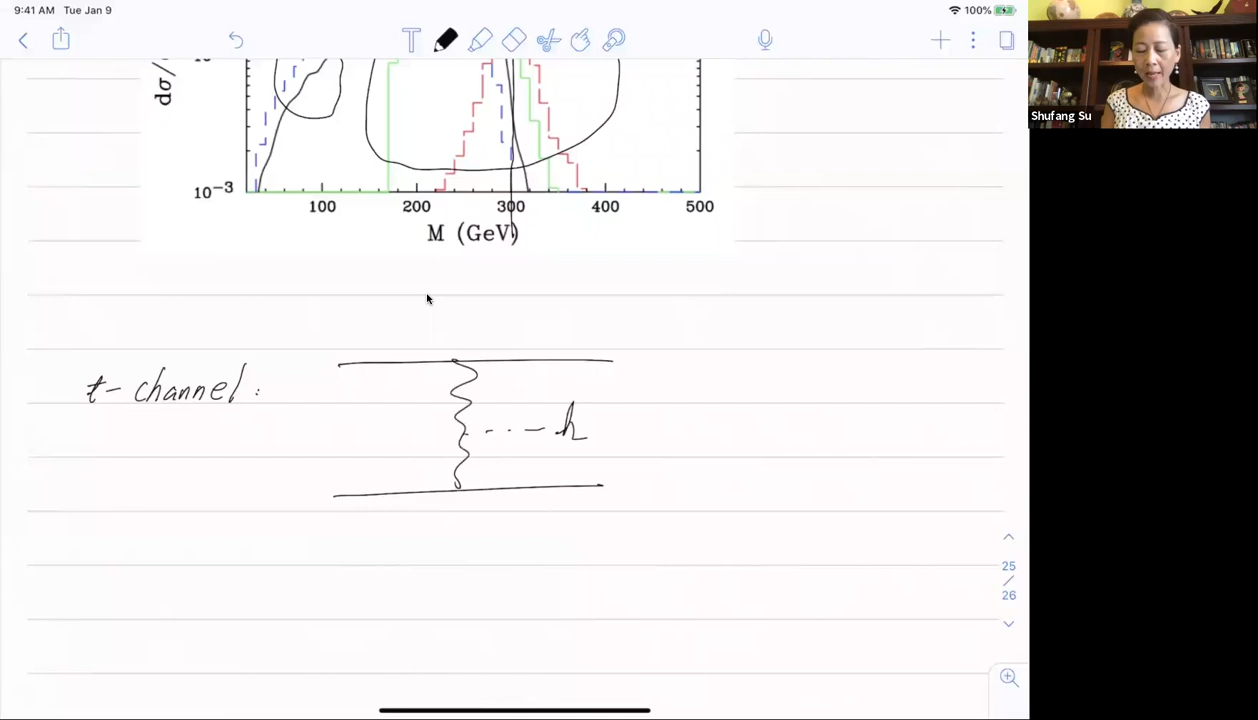 9:41 AM Tue Jan 9
100%
Shufang Su
dσ/
10⁻³
100 200 300 400 500
M (GeV)
t- channel :
h
25
/
26